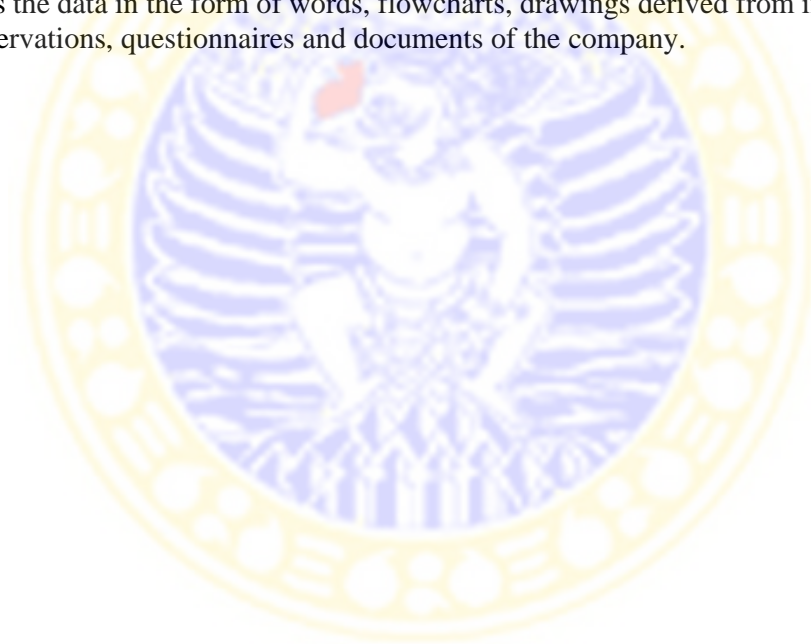 the data in the form of words, flowcharts, drawings derived from
ervations, questionnaires and documents of the company.